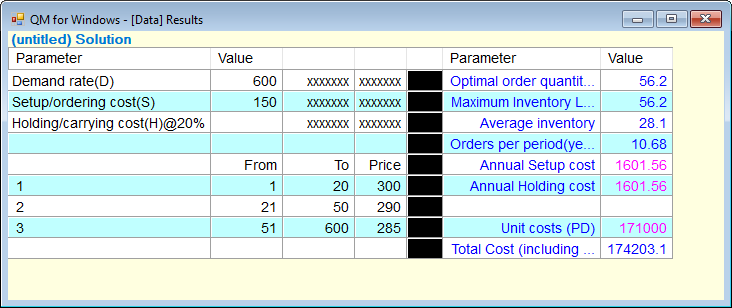 QM for Windows - [Data] Results
(untitled) Solution
Parameter Value Parameter Value
Demand rate(D) 600 xxxxxxx xxxxxxx Optimal order quantit... 56.2
Setup/ordering cost(S) 150 xxxxxxx xxxxxxx Maximum Inventory L... 56.2
Holding/carrying cost(H)@20% xxxxxxx xxxxxxx Average inventory 28.1
Orders per period(ye... 10.68
From To Price Annual Setup cost 1601.56
1 1 20 300 Annual Holding cost 1601.56
2 21 50 290
3 51 600 285 Unit costs (PD) 171000
Total Cost (including ... 174203.1